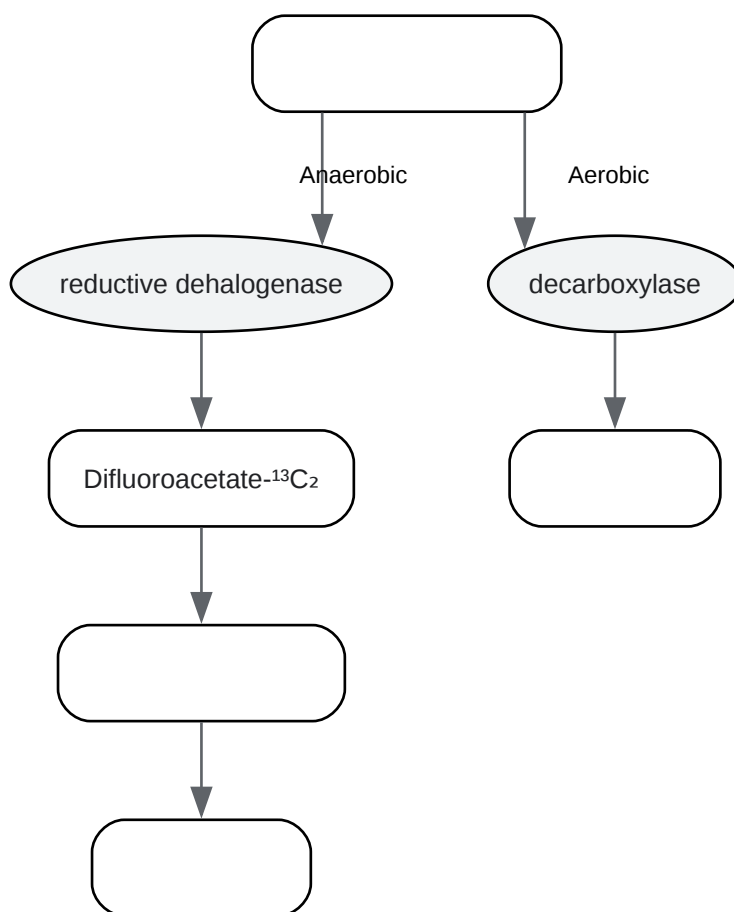 Anaerobic
Aerobic
reductive dehalogenase
decarboxylase
Difluoroacetate-¹³C₂